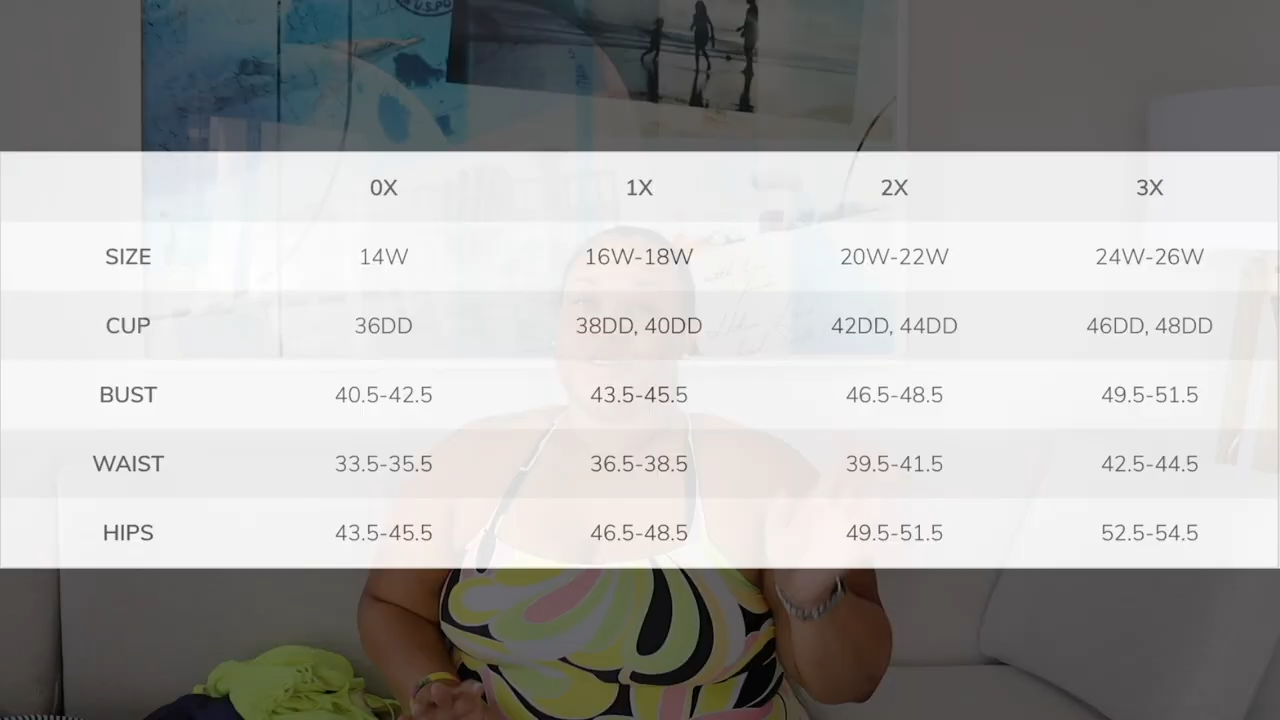 U.S.PO
0X 1X 2X 3X
SIZE 14W 16W-18W 20W-22W 24W-26W
CUP 36DD 38DD, 40DD 42DD, 44DD 46DD, 48DD
BUST 40.5-42.5 43.5-45.5 46.5-48.5 49.5-51.5
WAIST 33.5-35.5 36.5-38.5 39.5-41.5 42.5-44.5
HIPS 43.5-45.5 46.5-48.5 49.5-51.5 52.5-54.5